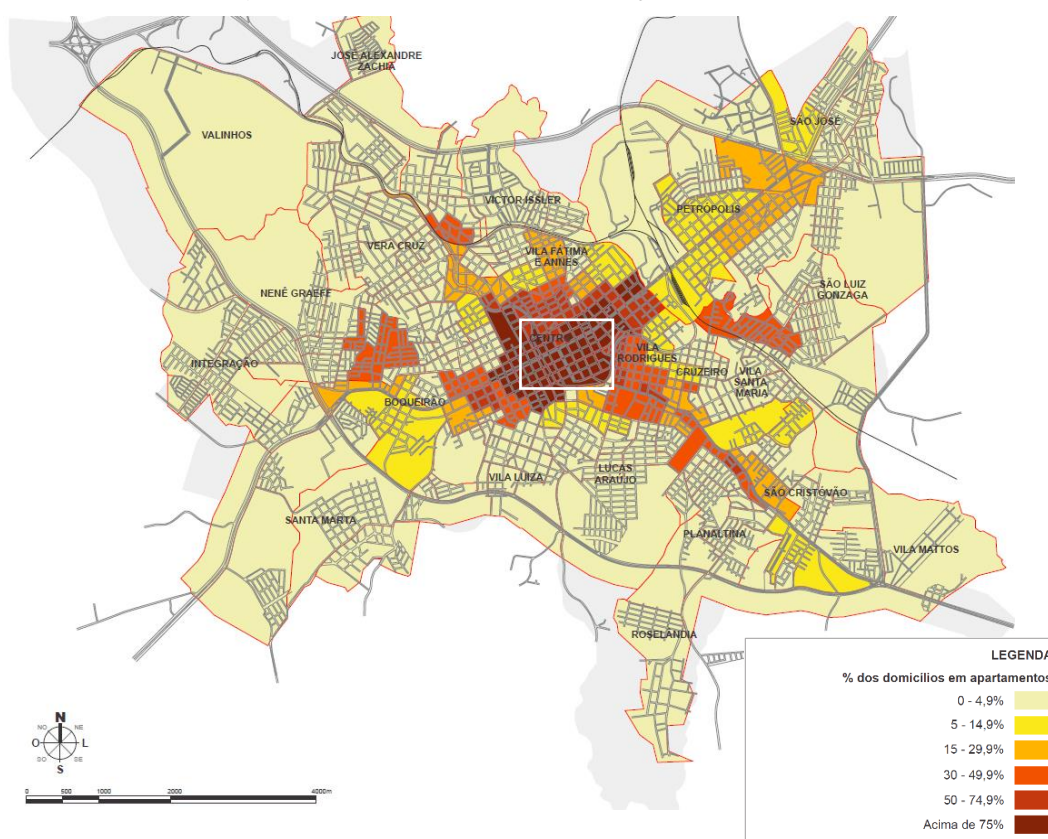 JOSÉ ALEXANDRE
ZACHIA
SÃO JOSÉ
VALINHOS
VICTOR ISSLER
PETRÓPOLIS
VERA CRUZ
VILA FÁTIMA
E ANNES
NENÊ GRAEFF
SÃO LUIZ
GONZAGA
CENTRO
VILA
RODRIGUES
INTEGRAÇÃO
CRUZEIRO
VILA
SANTA
MARIA
BOQUEIRÃO
VILA LUIZA
LUCAS
ARAÚJO
SÃO CRISTÓVÃO
SANTA MARTA
PLANALTINA
VILA MATTOS
ROSELÂNDIA
LEGENDA
% dos domicílios em apartamentos
0 - 4,9%
5 - 14,9%
15 - 29,9%
30 - 49,9%
50 - 74,9%
Acima de 75%
N
NO NE
O L
SO SE
S
0 500 1000 2000 4000m